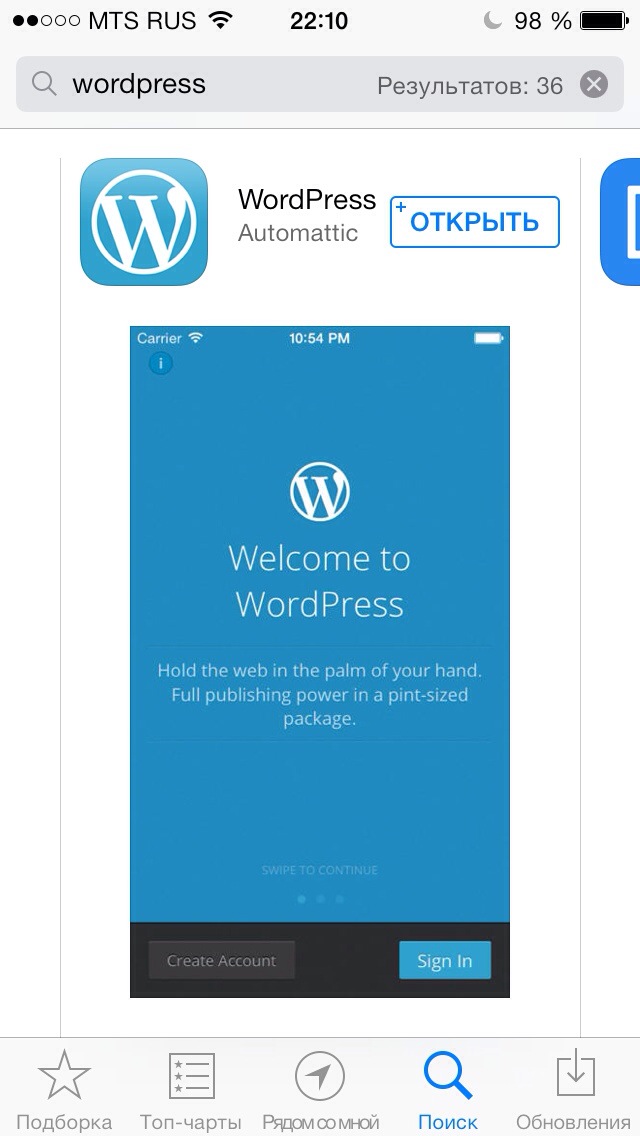 MTS RUS 22:10 98 %
wordpress Результатов: 36
WordPress
Automattic
+ ОТКРЫТЬ
Carrier 10:54 PM
i
W
Welcome to
WordPress
Hold the web in the palm of your hand.
Full publishing power in a pint-sized
package.
SWIPE TO CONTINUE
Create Account Sign In
Подборка Топ-чарты Рядом со мной Поиск Обновления